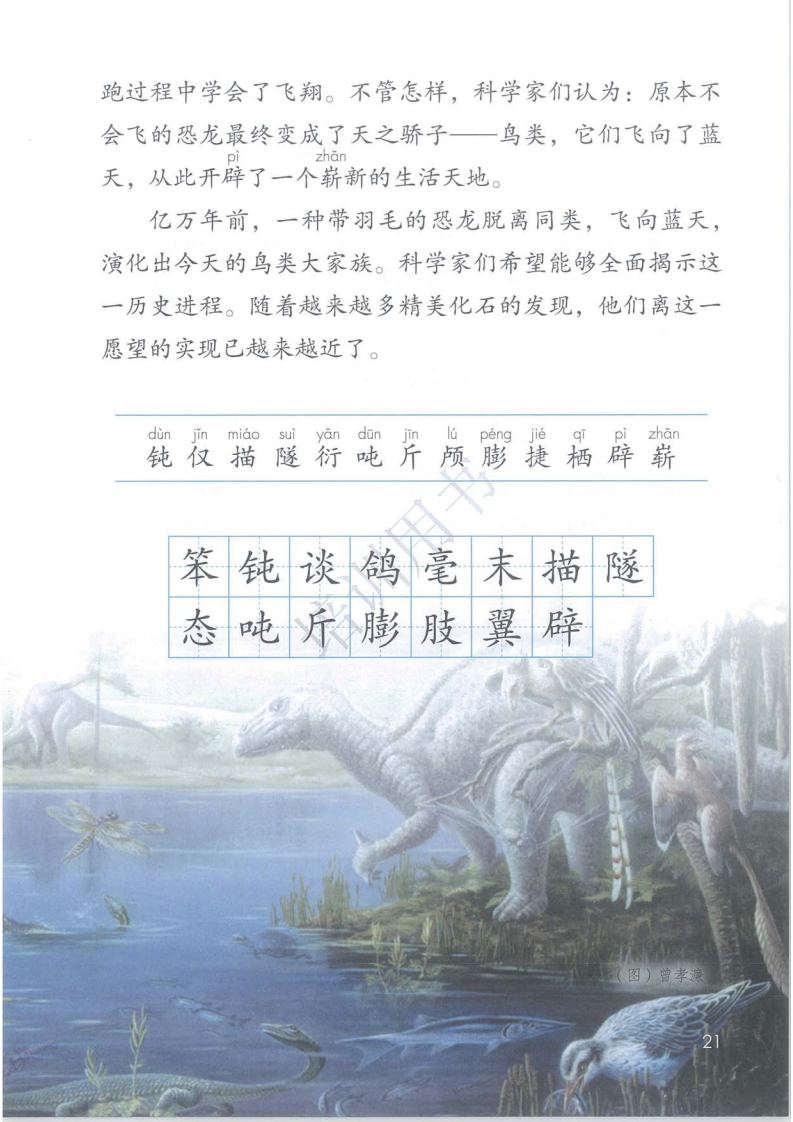 跑过程中学会了飞翔。不管怎样，科学家们认为：原本不
会飞的恐龙最终变成了天之骄子——鸟类，它们飞向了蓝
pì zhǎn
天，从此开辟了一个崭新的生活天地。
亿万年前，一种带羽毛的恐龙脱离同类，飞向蓝天，
演化出今天的鸟类大家族。科学家们希望能够全面揭示这
一历史进程。随着越来越多精美化石的发现，他们离这一
愿望的实现已越来越近了。
dùn jǐn miáo suì yǎn dūn jīn lú péng jié qī pì zhǎn
钝 仅 描 隧 衍 吨 斤 颅 膨 捷 栖 辟 崭
笨 钝 谈 鸽 毫 末 描 隧
态 吨 斤 膨 肢 翼 辟
培训用书
（图）曾孝濂
21